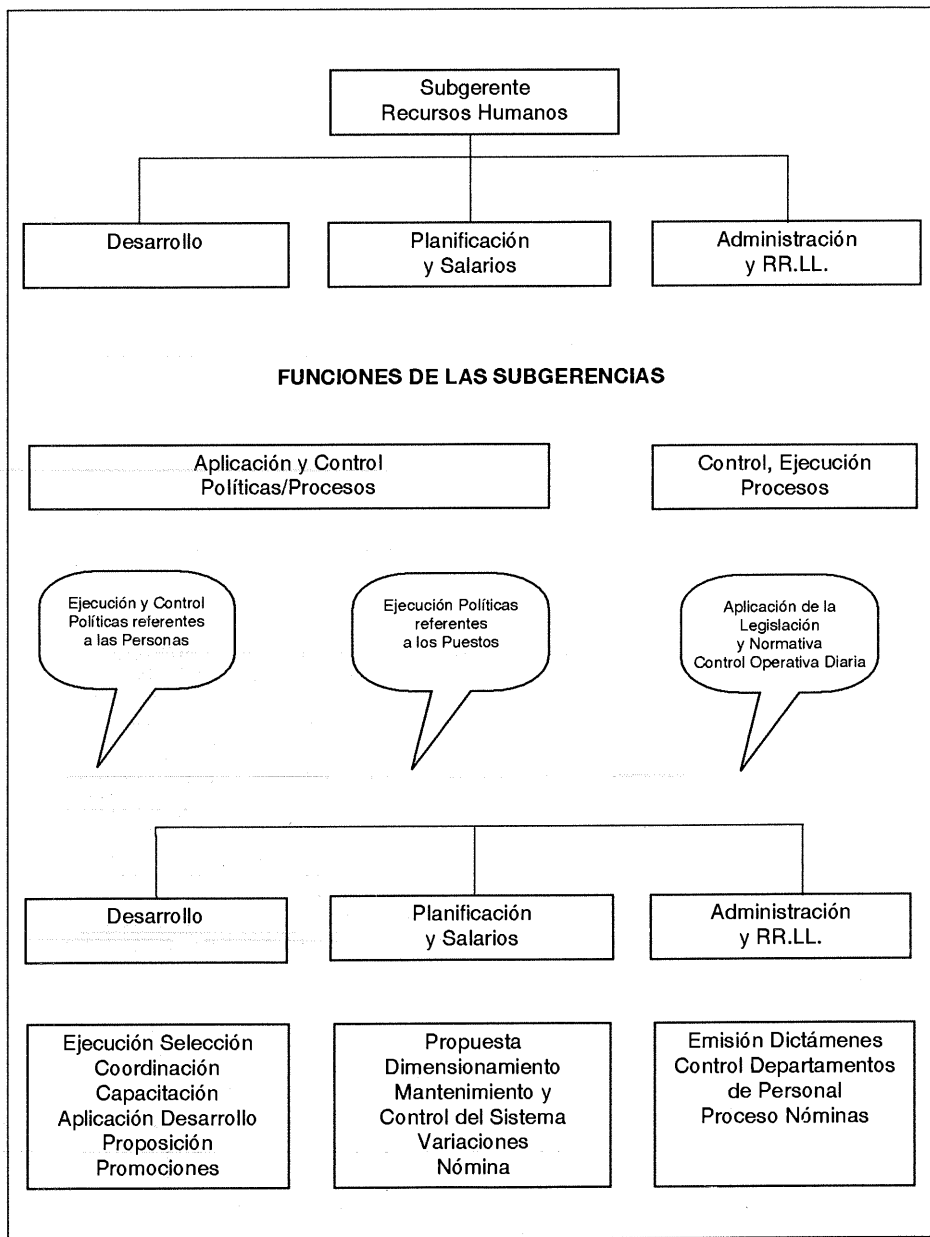 Subgerente
Recursos Humanos
Desarrollo
Planificación
y Salarios
Administración
y RR.LL.
FUNCIONES DE LAS SUBGERENCIAS
Aplicación y Control
Políticas/Procesos
Control, Ejecución
Procesos
Ejecución y Control
Políticas referentes
a las Personas
Ejecución Políticas
referentes
a los Puestos
Aplicación de la
Legislación
y Normativa
Control Operativa Diaria
Desarrollo
Planificación
y Salarios
Administración
y RR.LL.
Ejecución Selección
Coordinación
Capacitación
Aplicación Desarrollo
Proposición
Promociones
Propuesta
Dimensionamiento
Mantenimiento y
Control del Sistema
Variaciones
Nómina
Emisión Dictámenes
Control Departamentos
de Personal
Proceso Nóminas